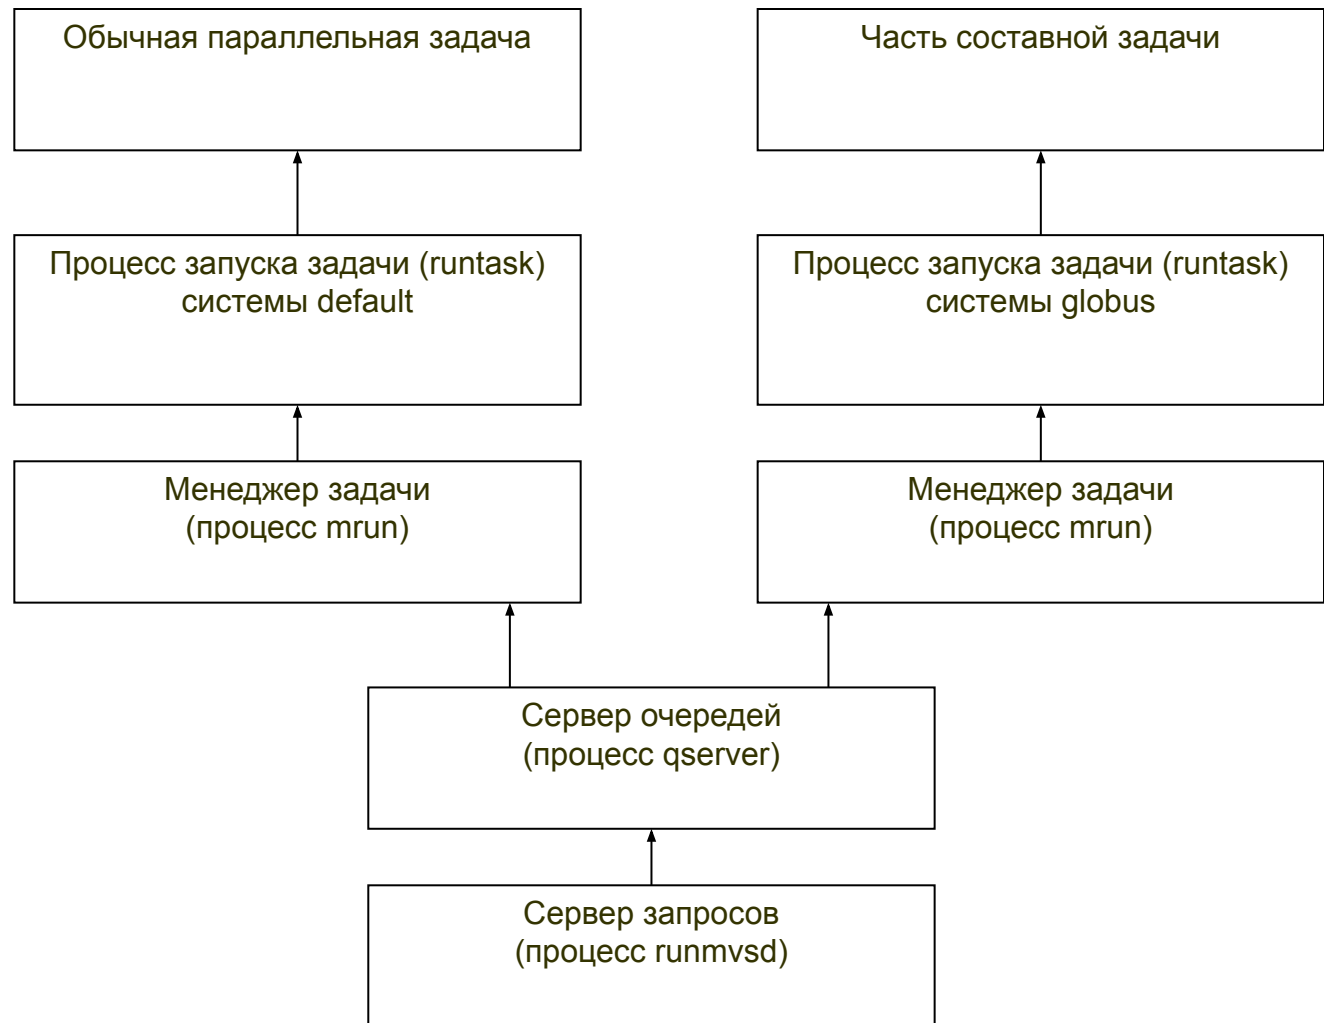 Обычная параллельная задача
Часть составной задачи
Процесс запуска задачи (runtask)
системы default
Процесс запуска задачи (runtask)
системы globus
Менеджер задачи
(процесс mrun)
Менеджер задачи
(процесс mrun)
Сервер очередей
(процесс qserver)
Сервер запросов
(процесс runmvsd)